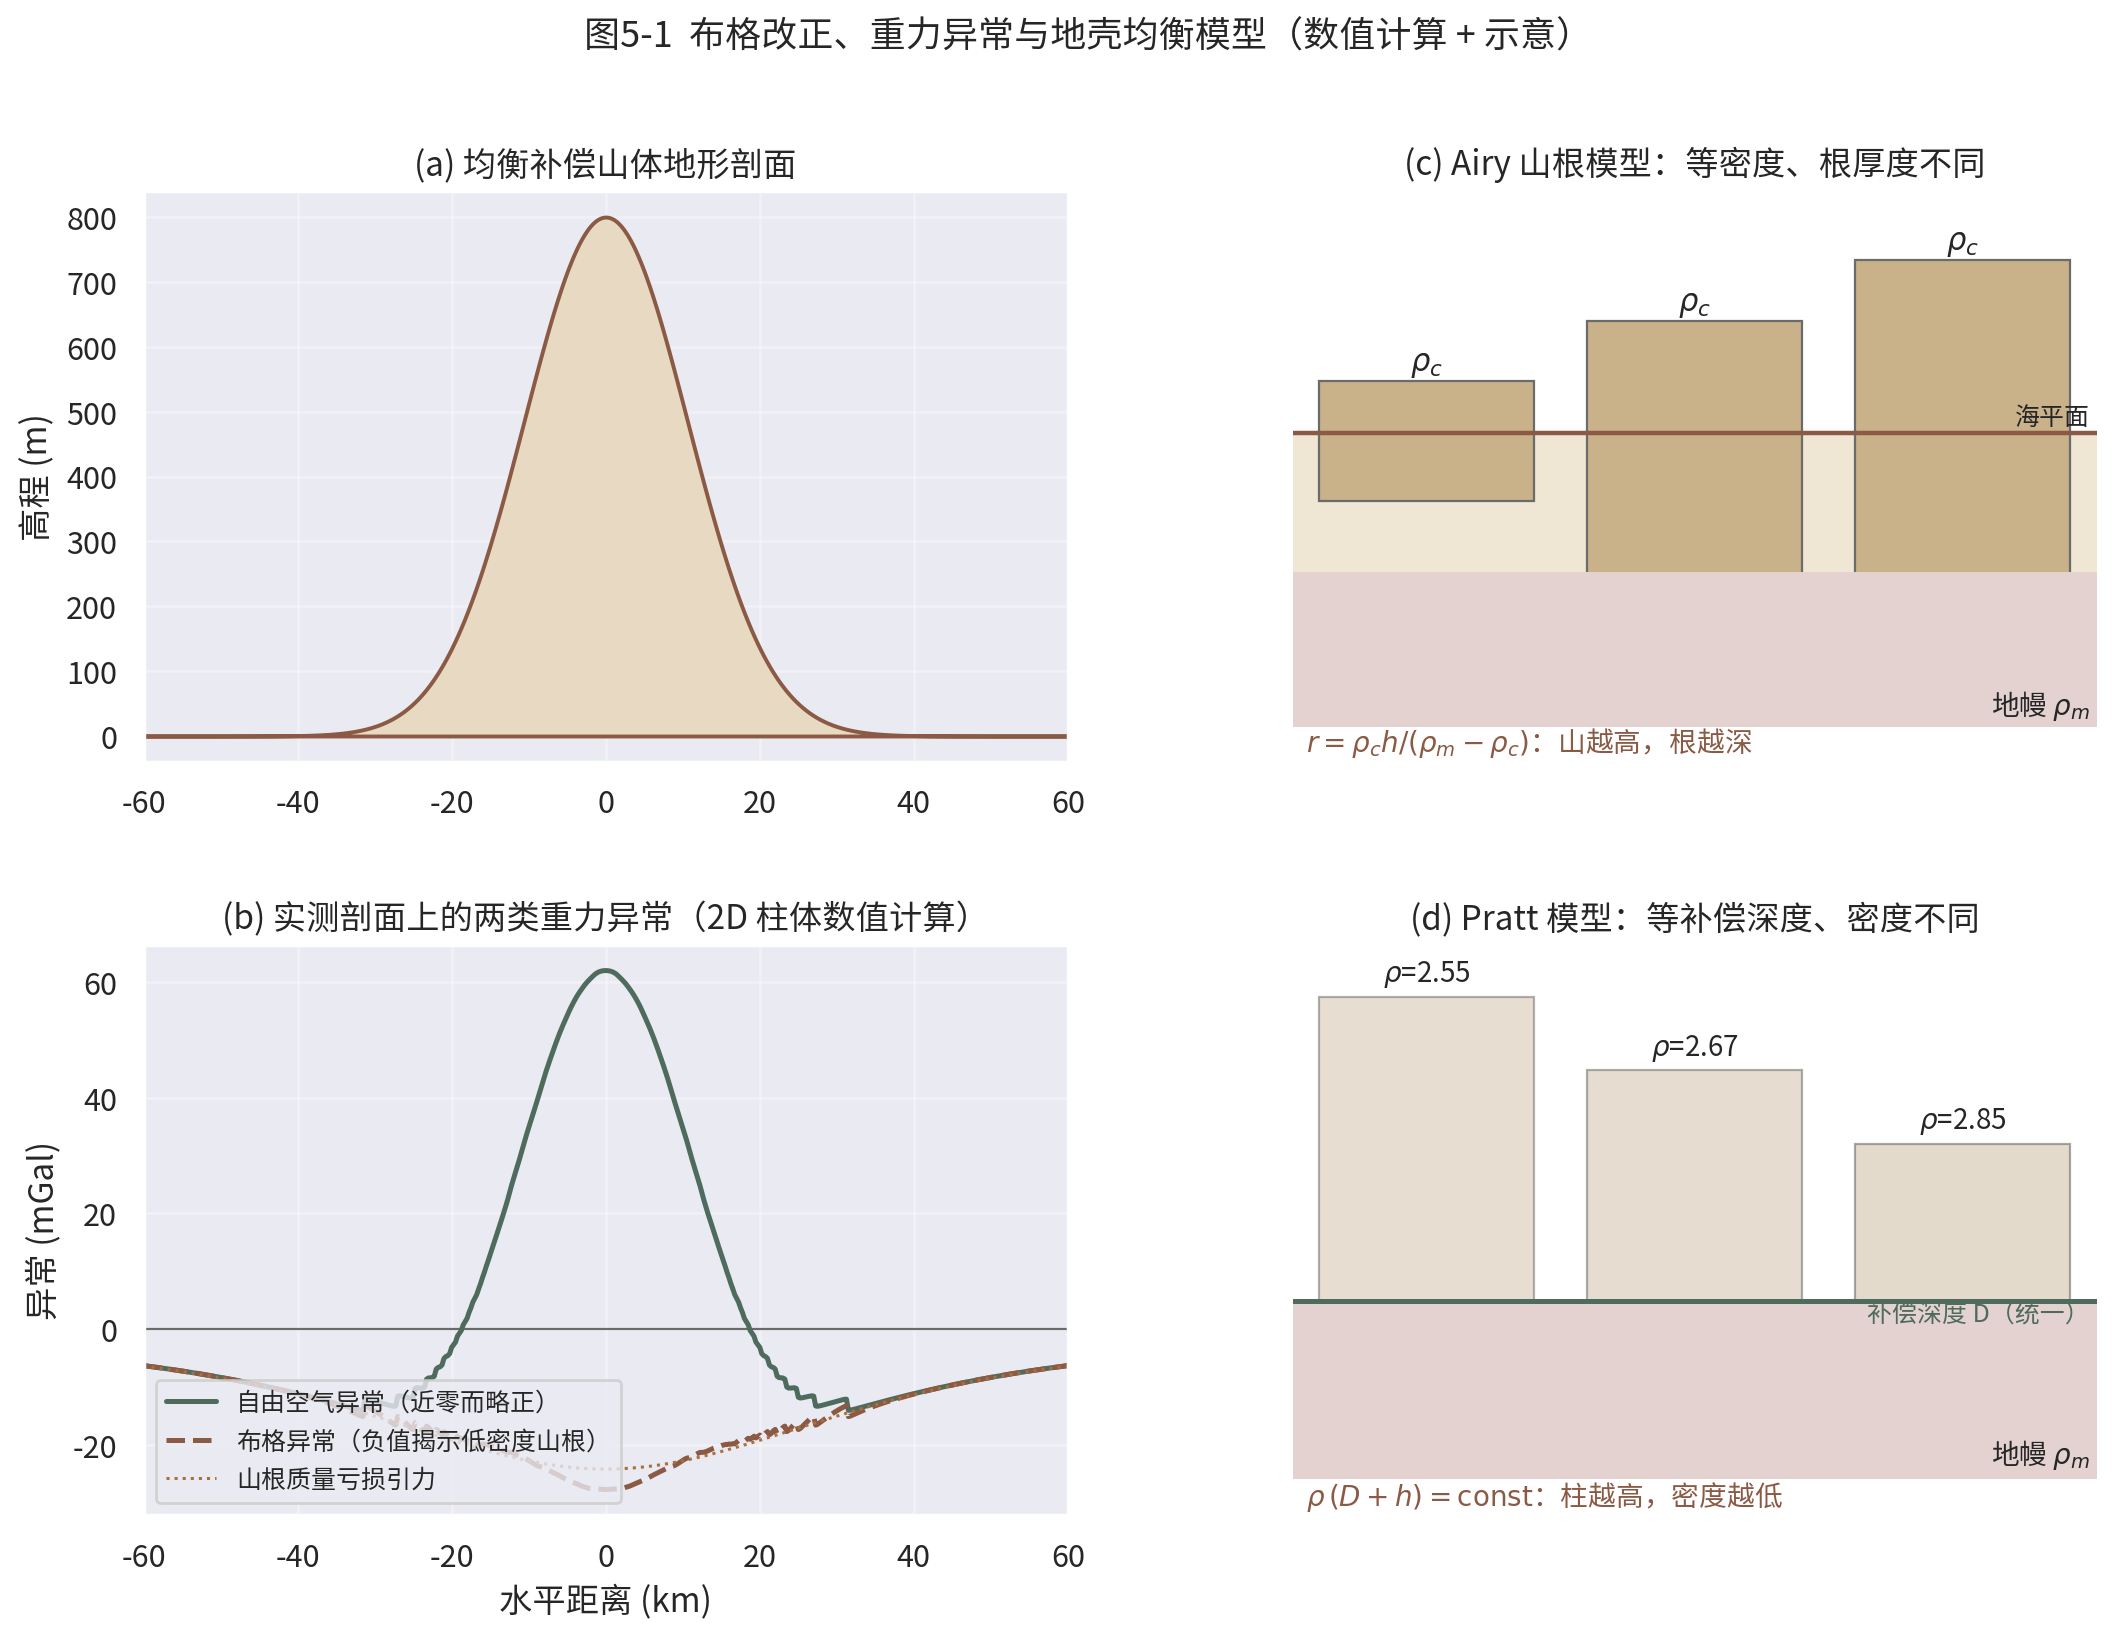 图5-1 布格改正、重力异常与地壳均衡模型（数值计算 + 示意）
(a) 均衡补偿山体地形剖面
高程 (m)
800
700
600
500
400
300
200
100
0
-60 -40 -20 0 20 40 60
(c) Airy 山根模型：等密度、根厚度不同
ρc
ρc
ρc
海平面
地幔 ρm
r = ρch/(ρm − ρc)：山越高，根越深
(b) 实测剖面上的两类重力异常（2D 柱体数值计算）
异常 (mGal)
60
40
20
0
-20
自由空气异常（近零而略正）
布格异常（负值揭示低密度山根）
山根质量亏损引力
-60 -40 -20 0 20 40 60
水平距离 (km)
(d) Pratt 模型：等补偿深度、密度不同
ρ=2.55
ρ=2.67
ρ=2.85
补偿深度 D（统一）
地幔 ρm
ρ (D + h) = const：柱越高，密度越低